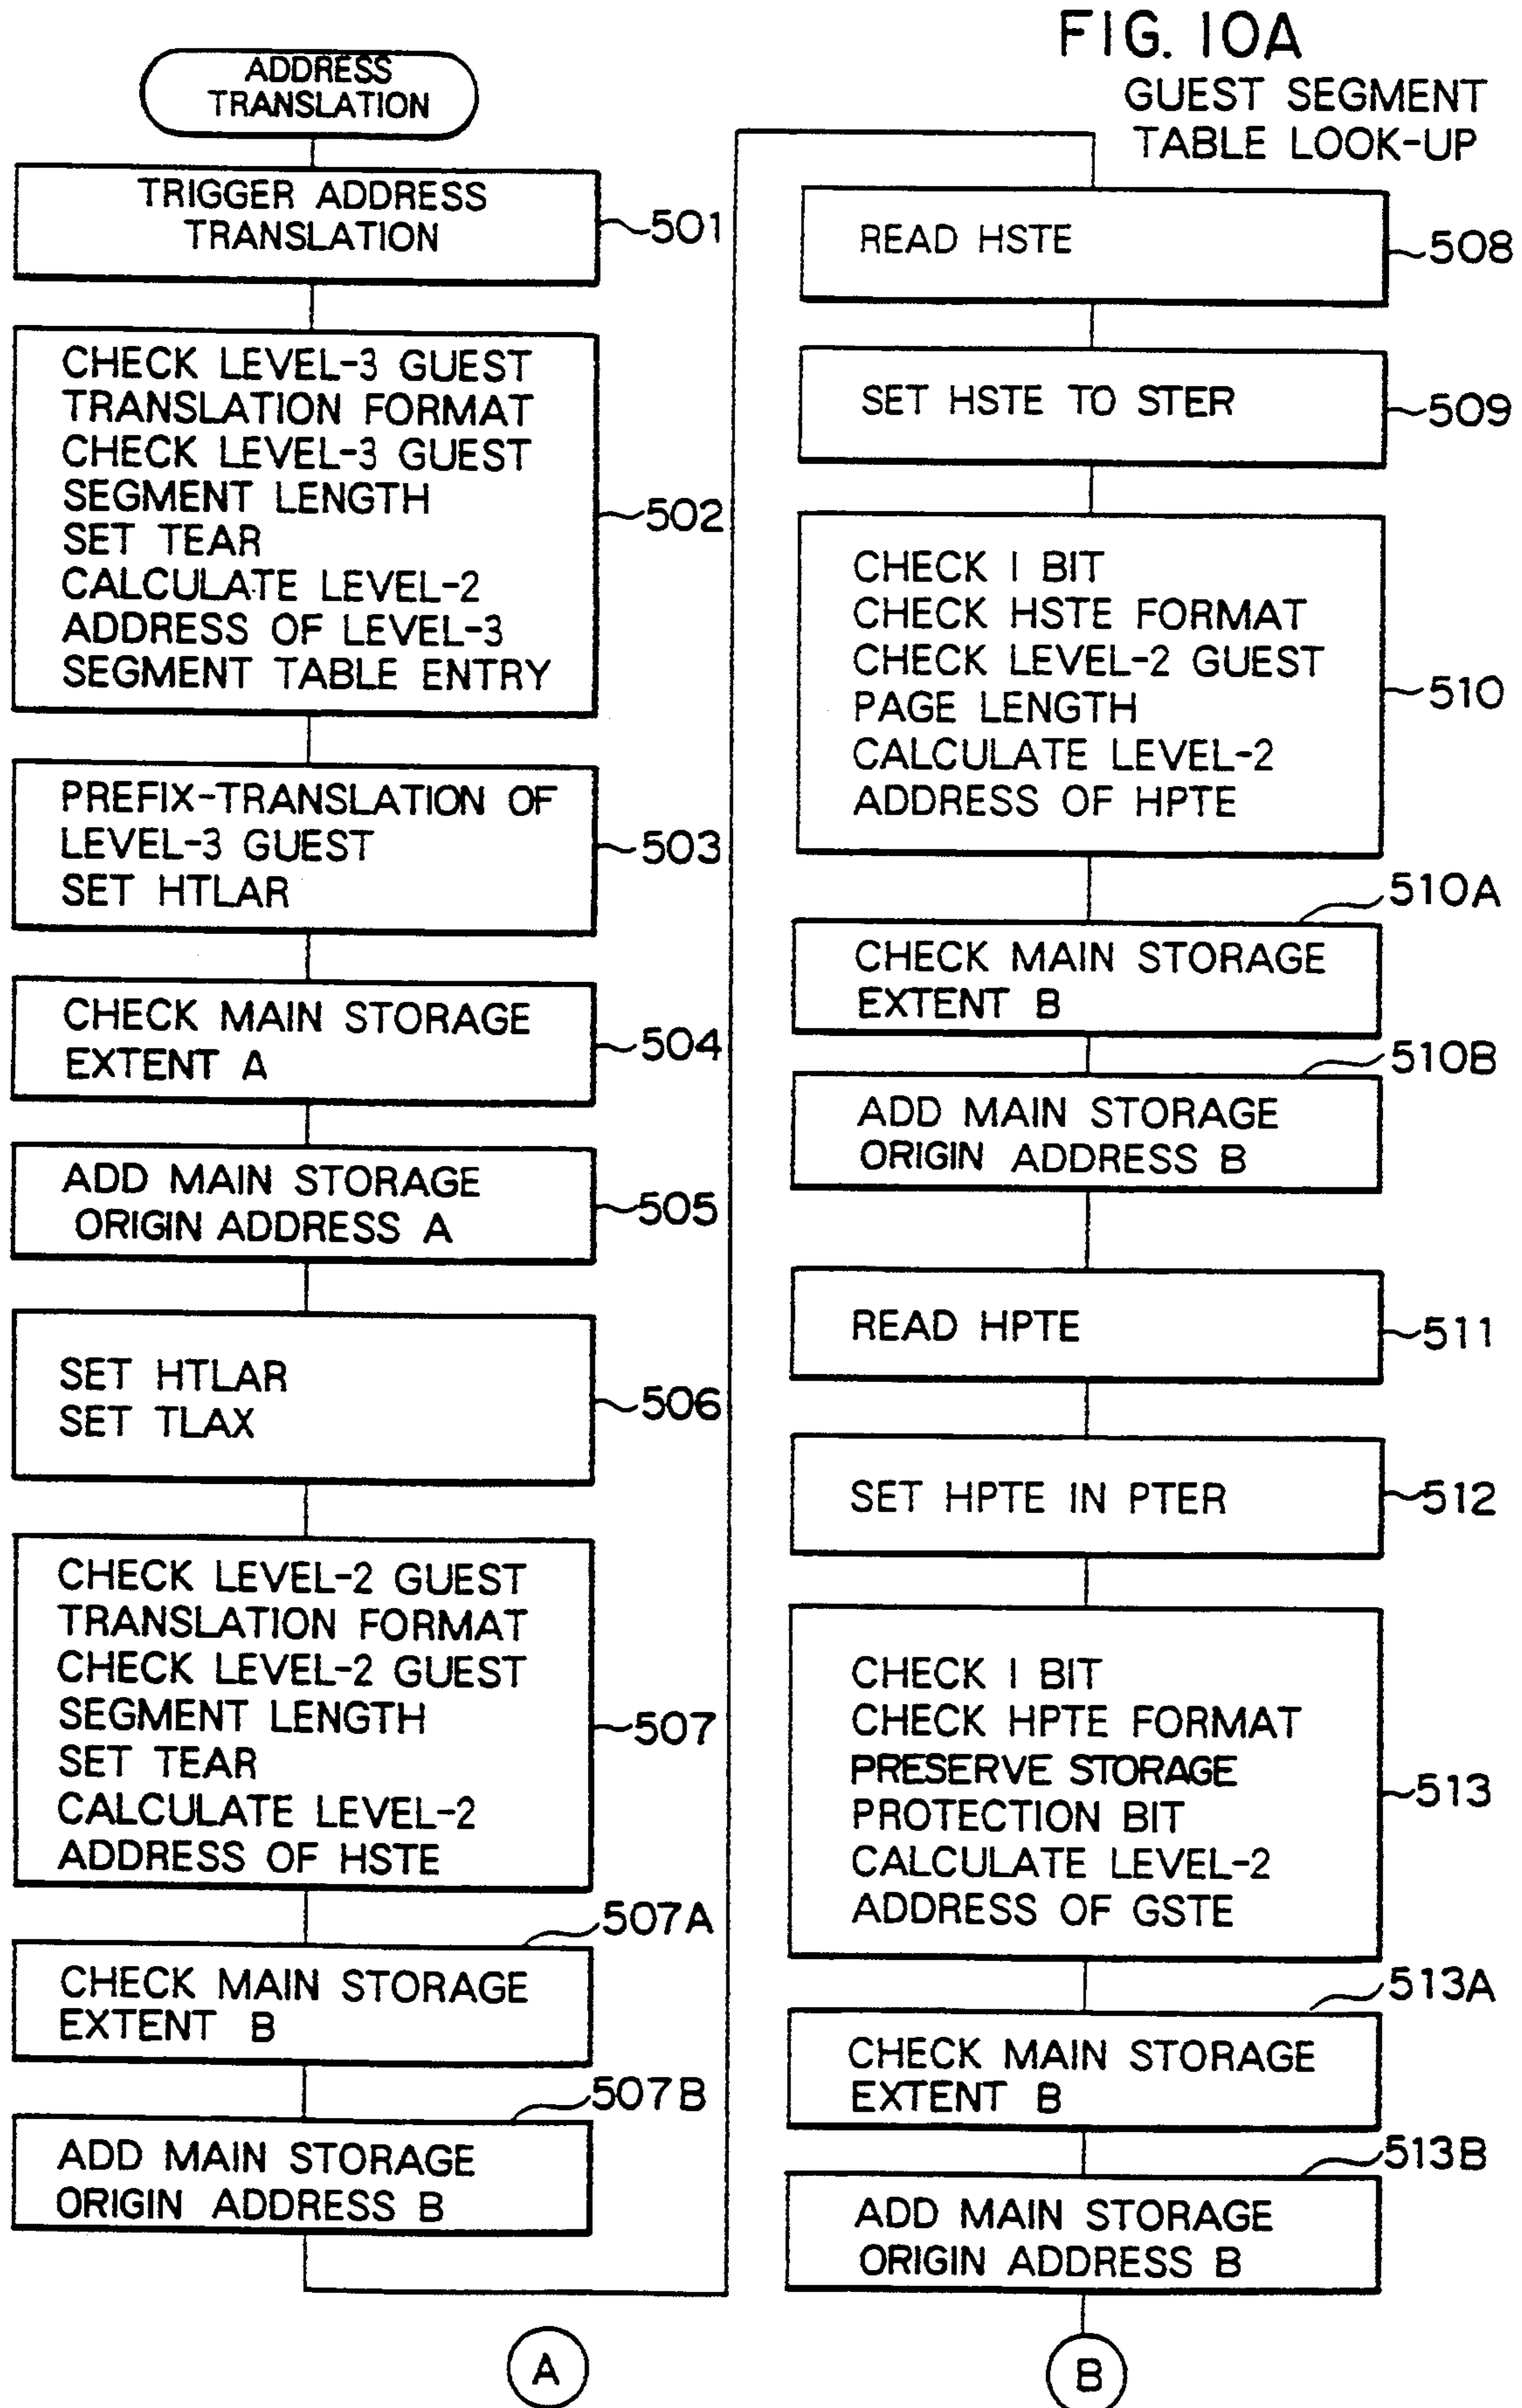 FIG. 10A
GUEST SEGMENT
TABLE LOOK-UP
ADDRESS
TRANSLATION
TRIGGER ADDRESS
TRANSLATION
501
CHECK LEVEL-3 GUEST
TRANSLATION FORMAT
CHECK LEVEL-3 GUEST
SEGMENT LENGTH
SET TEAR
CALCULATE LEVEL-2
ADDRESS OF LEVEL-3
SEGMENT TABLE ENTRY
502
PREFIX-TRANSLATION OF
LEVEL-3 GUEST
SET HTLAR
503
CHECK MAIN STORAGE
EXTENT A
504
ADD MAIN STORAGE
ORIGIN ADDRESS A
505
SET HTLAR
SET TLAX
506
CHECK LEVEL-2 GUEST
TRANSLATION FORMAT
CHECK LEVEL-2 GUEST
SEGMENT LENGTH
SET TEAR
CALCULATE LEVEL-2
ADDRESS OF HSTE
507
507A
CHECK MAIN STORAGE
EXTENT B
507B
ADD MAIN STORAGE
ORIGIN ADDRESS B
READ HSTE
508
SET HSTE TO STER
509
CHECK I BIT
CHECK HSTE FORMAT
CHECK LEVEL-2 GUEST
PAGE LENGTH
CALCULATE LEVEL-2
ADDRESS OF HPTE
510
510A
CHECK MAIN STORAGE
EXTENT B
510B
ADD MAIN STORAGE
ORIGIN ADDRESS B
READ HPTE
511
SET HPTE IN PTER
512
CHECK I BIT
CHECK HPTE FORMAT
PRESERVE STORAGE
PROTECTION BIT
CALCULATE LEVEL-2
ADDRESS OF GSTE
513
513A
CHECK MAIN STORAGE
EXTENT B
513B
ADD MAIN STORAGE
ORIGIN ADDRESS B
A
B